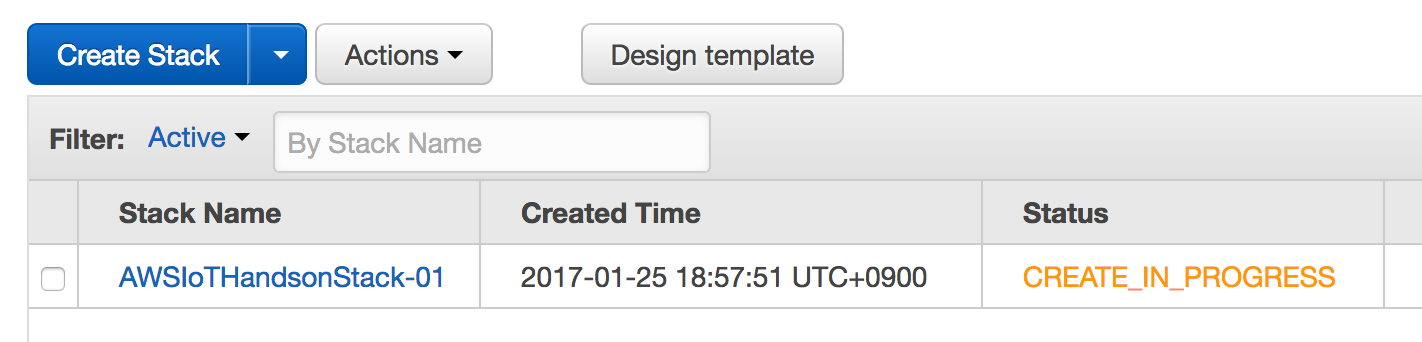 Create Stack Actions Design template
Filter: Active By Stack Name
Stack Name Created Time Status
AWSIoTHandsonStack-01 2017-01-25 18:57:51 UTC+0900 CREATE_IN_PROGRESS